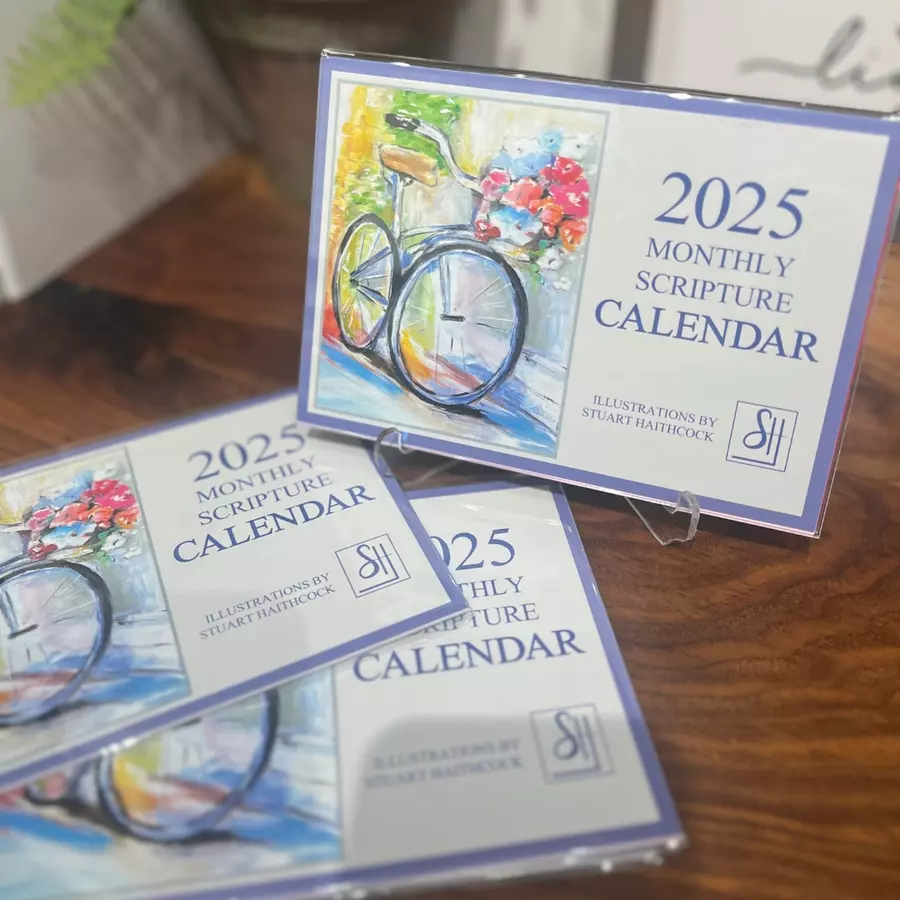 2025
MONTHLY
SCRIPTURE
CALENDAR
ILLUSTRATIONS BY
STUART HAITHCOCK
SH
2025
MONTHLY
SCRIPTURE
CALENDAR
ILLUSTRATIONS BY
STUART HAITHCOCK
SH
025
THLY
RIPTURE
CALENDAR
ILLUSTRATIONS BY
STUART HAITHCOCK
SH